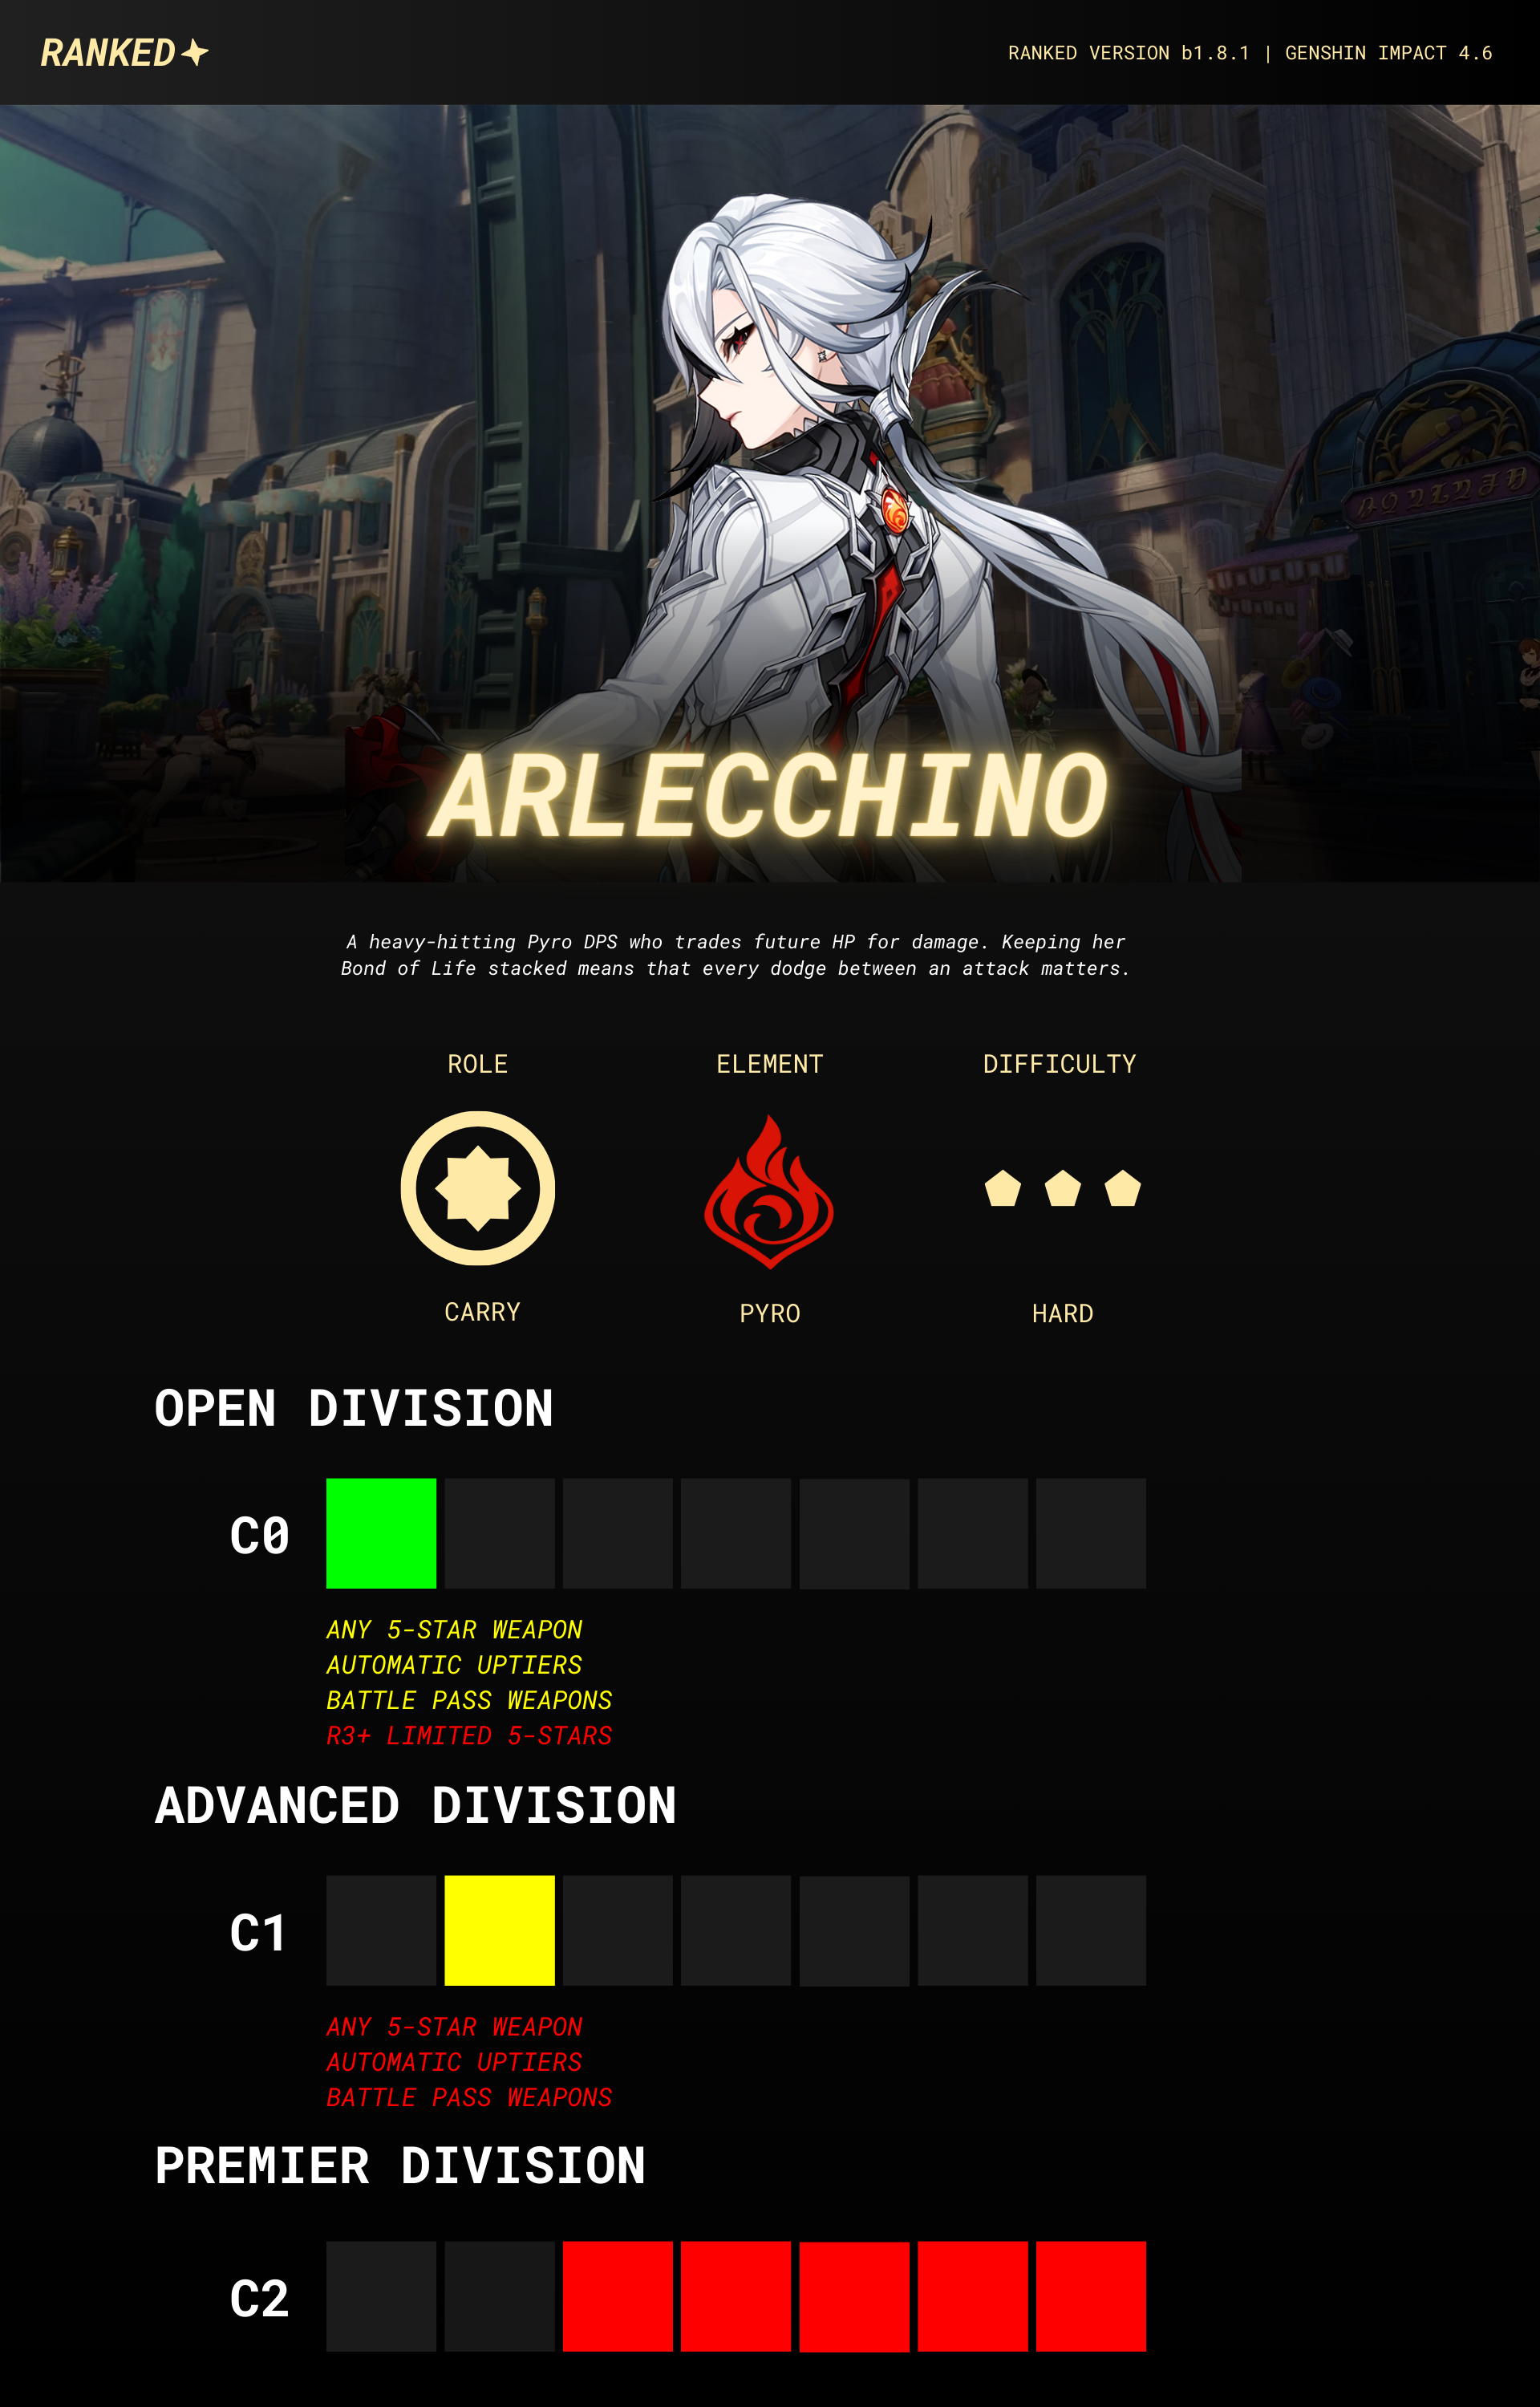 RANKED
RANKED VERSION b1.8.1 | GENSHIN IMPACT 4.6
ARLECCHINO
A heavy-hitting Pyro DPS who trades future HP for damage. Keeping her
Bond of Life stacked means that every dodge between an attack matters.
ROLE
ELEMENT
DIFFICULTY
CARRY
PYRO
HARD
OPEN DIVISION
C0
ANY 5-STAR WEAPON
AUTOMATIC UPTIERS
BATTLE PASS WEAPONS
R3+ LIMITED 5-STARS
ADVANCED DIVISION
C1
ANY 5-STAR WEAPON
AUTOMATIC UPTIERS
BATTLE PASS WEAPONS
PREMIER DIVISION
C2